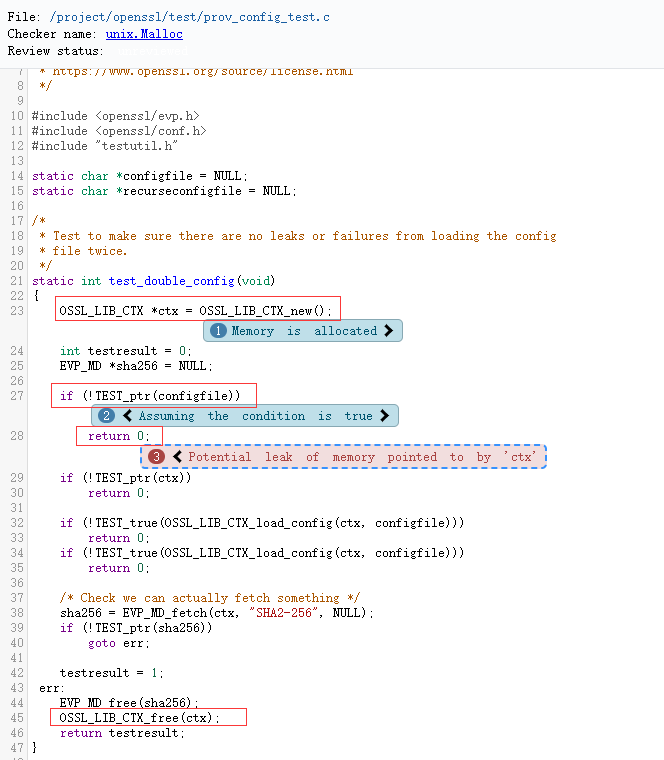 File: /project/openssl/test/prov_config_test.c
Checker name: unix.Malloc
Review status:
7 * https://www.openssl.org/source/license.html
8 */
9
10 #include <openssl/evp.h>
11 #include <openssl/conf.h>
12 #include "testutil.h"
13
14 static char *configfile = NULL;
15 static char *recurseconfigfile = NULL;
16
17 /*
18 * Test to make sure there are no leaks or failures from loading the config
19 * file twice.
20 */
21 static int test_double_config(void)
22 {
23 OSSL_LIB_CTX *ctx = OSSL_LIB_CTX_new();
1 Memory is allocated
24 int testresult = 0;
25 EVP_MD *sha256 = NULL;
26
27 if (!TEST_ptr(configfile))
2 Assuming the condition is true
28 return 0;
3 Potential leak of memory pointed to by 'ctx'
29 if (!TEST_ptr(ctx))
30 return 0;
31
32 if (!TEST_true(OSSL_LIB_CTX_load_config(ctx, configfile)))
33 return 0;
34 if (!TEST_true(OSSL_LIB_CTX_load_config(ctx, configfile)))
35 return 0;
36
37 /* Check we can actually fetch something */
38 sha256 = EVP_MD_fetch(ctx, "SHA2-256", NULL);
39 if (!TEST_ptr(sha256))
40 goto err;
41
42 testresult = 1;
43 err:
44 EVP_MD_free(sha256);
45 OSSL_LIB_CTX_free(ctx);
46 return testresult;
47 }